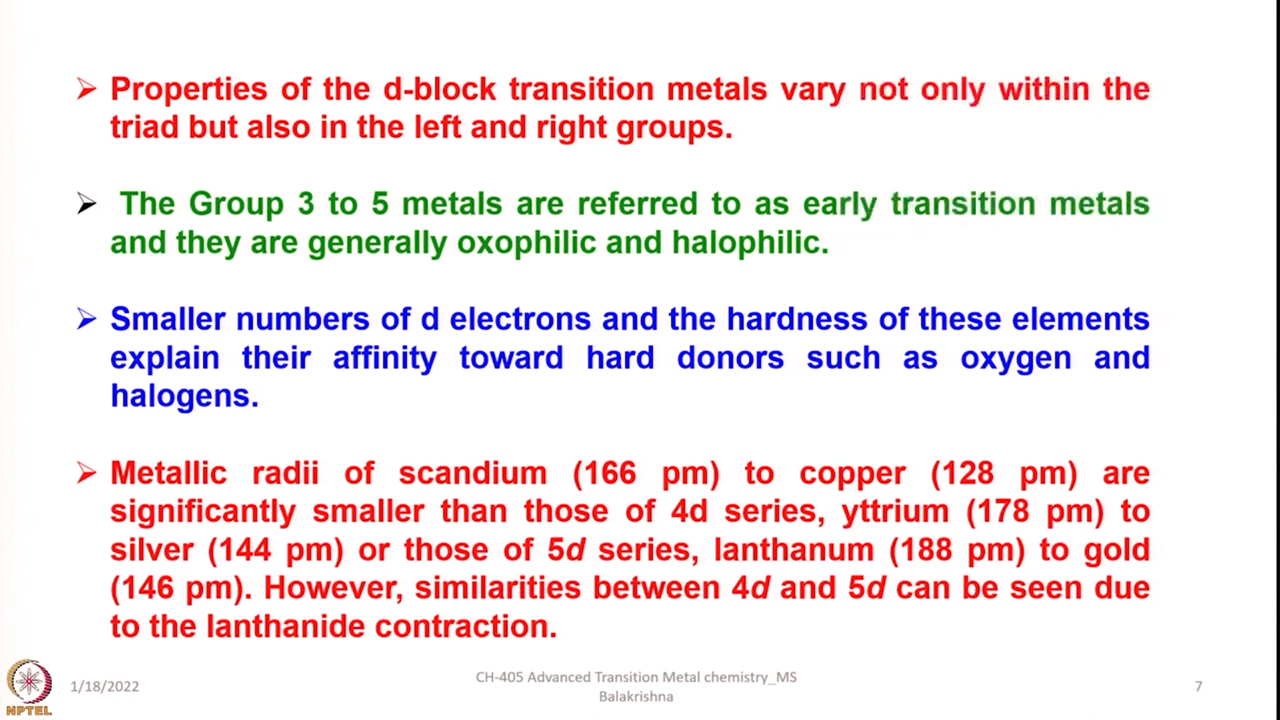 ➢ Properties of the d-block transition metals vary not only within the
triad but also in the left and right groups.
➢ The Group 3 to 5 metals are referred to as early transition metals
and they are generally oxophilic and halophilic.
➢ Smaller numbers of d electrons and the hardness of these elements
explain their affinity toward hard donors such as oxygen and
halogens.
➢ Metallic radii of scandium (166 pm) to copper (128 pm) are
significantly smaller than those of 4d series, yttrium (178 pm) to
silver (144 pm) or those of 5d series, lanthanum (188 pm) to gold
(146 pm). However, similarities between 4d and 5d can be seen due
to the lanthanide contraction.
NPTEL
1/18/2022
CH-405 Advanced Transition Metal chemistry_MS
Balakrishna
7